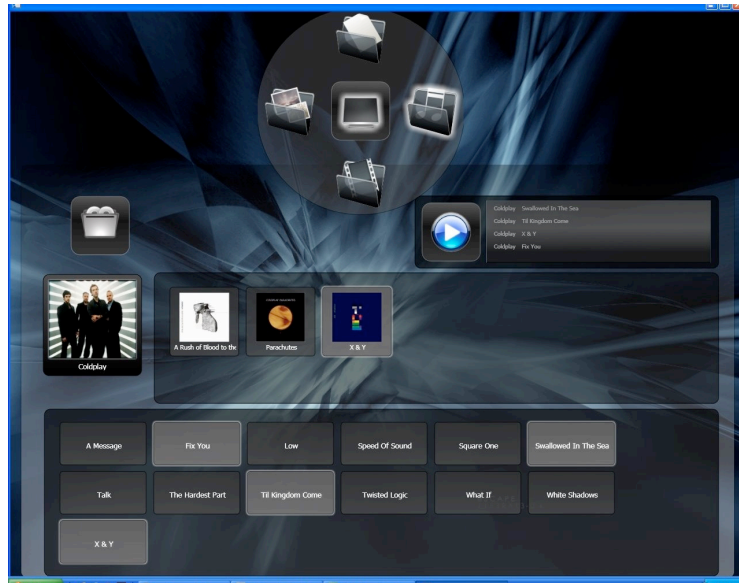 Coldplay Swallowed In The Sea
Coldplay Til Kingdom Come
Coldplay X & Y
Coldplay Fix You
Coldplay
A Rush of Blood to the
Parachutes
X & Y
A Message
Fix You
Low
Speed Of Sound
Square One
Swallowed In The Sea
Talk
The Hardest Part
Til Kingdom Come
Twisted Logic
What If
White Shadows
X & Y